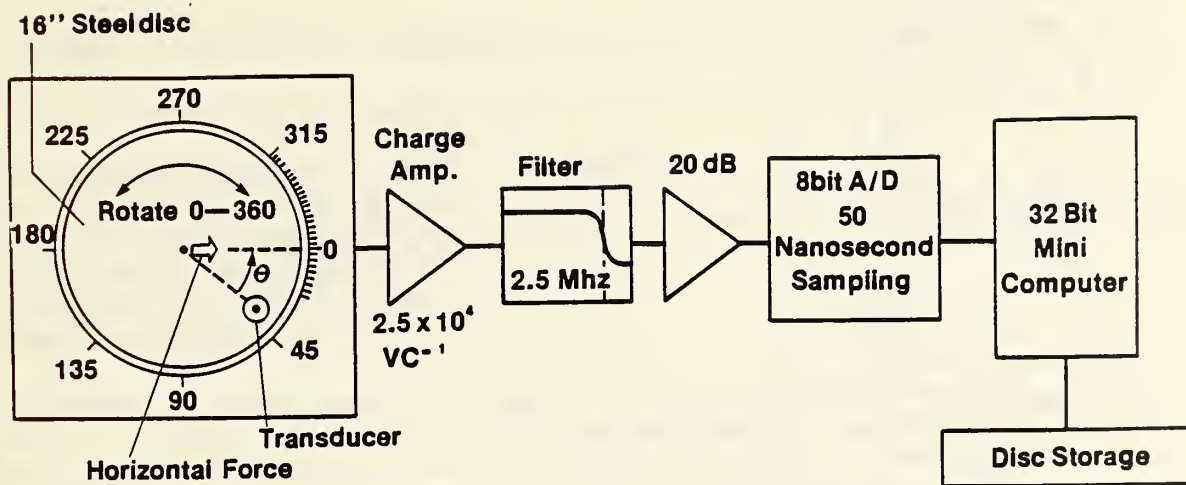 16'' Steel disc
270
225
315
Rotate 0—360
180
0
θ
135
45
90
Transducer
Horizontal Force
Charge
Amp.
2.5 x 10⁴
VC⁻¹
Filter
2.5 Mhz
20 dB
8bit A/D
50
Nanosecond
Sampling
32 Bit
Mini
Computer
Disc Storage